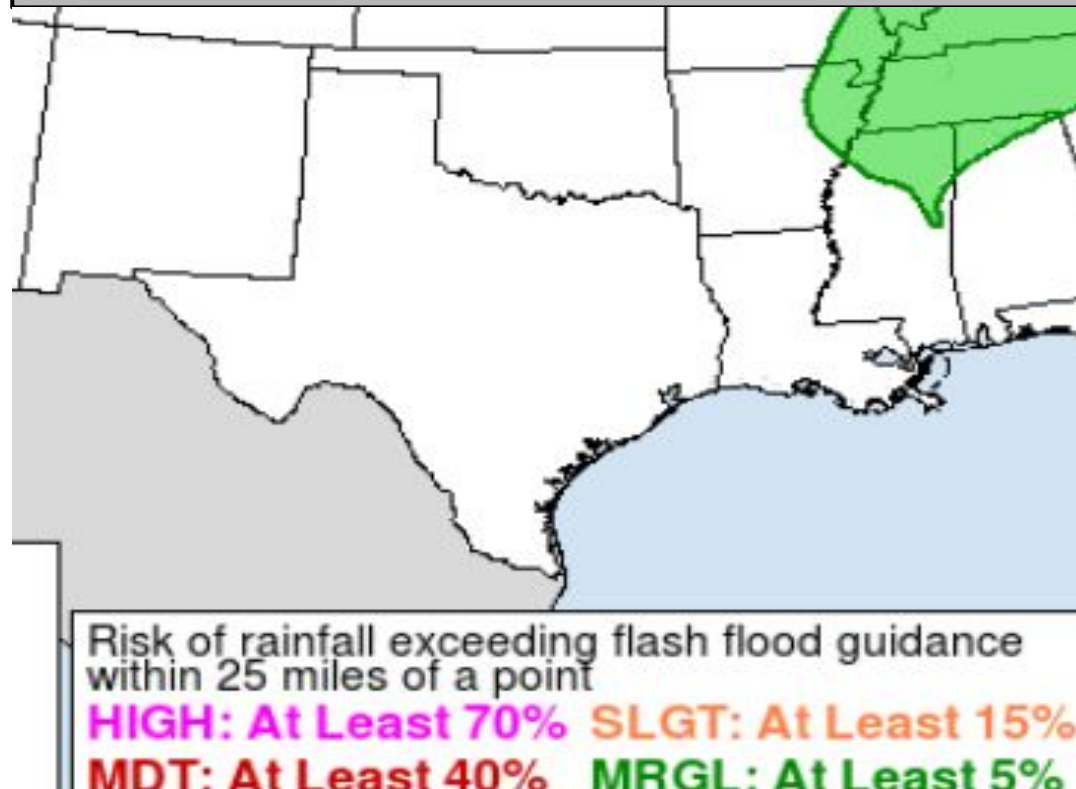 Risk of rainfall exceeding flash flood guidance
within 25 miles of a point
HIGH: At Least 70% SLGT: At Least 15%
MDT: At Least 40% MRGL: At Least 5%